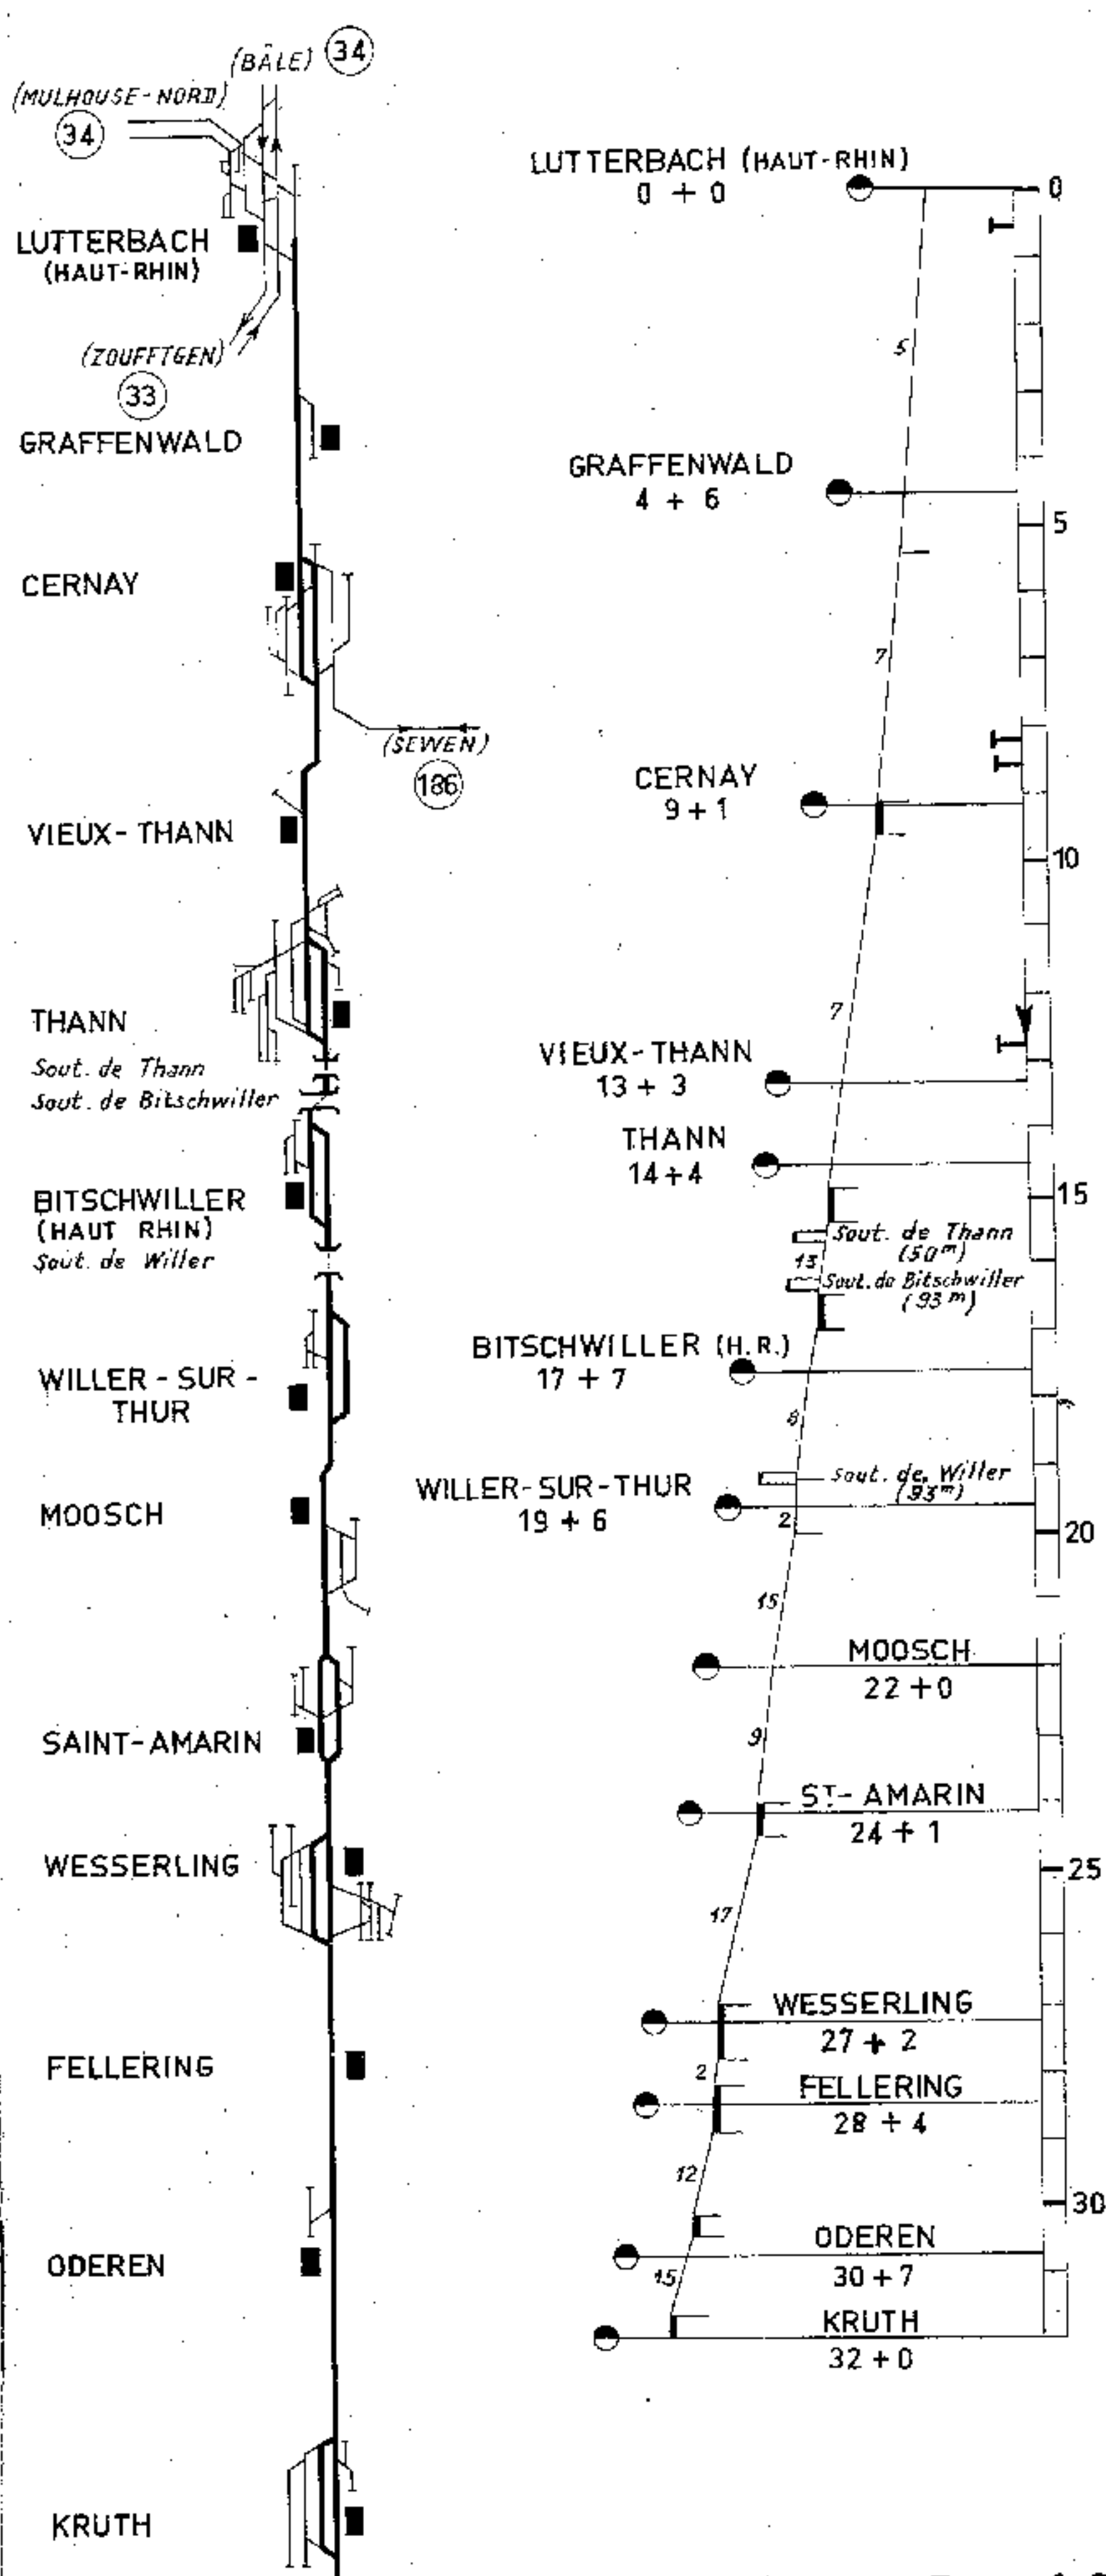 (BÂLE) 34
(MULHOUSE-NORD)
34
LUTTERBACH
(HAUT-RHIN)
(ZOUFFTGEN)
33
GRAFFENWALD
CERNAY
(SEWEN)
186
VIEUX-THANN
THANN
Sout. de Thann
Sout. de Bitschwiller
BITSCHWILLER
(HAUT RHIN)
Sout. de Willer
WILLER-SUR-
THUR
MOOSCH
SAINT-AMARIN
WESSERLING
FELLERING
ODEREN
KRUTH
LUTTERBACH (HAUT-RHIN)
0 + 0
0
5
GRAFFENWALD
4 + 6
5
7
CERNAY
9 + 1
10
7
VIEUX-THANN
13 + 3
THANN
14 + 4
15
Sout. de Thann
(50m)
13
Sout. de Bitschwiller
(93m)
BITSCHWILLER (H.R.)
17 + 7
8
Sout. de Willer
(93m)
WILLER-SUR-THUR
19 + 6
2
20
15
MOOSCH
22 + 0
9
ST-AMARIN
24 + 1
25
17
WESSERLING
27 + 2
2
FELLERING
28 + 4
12
30
ODEREN
30 + 7
15
KRUTH
32 + 0